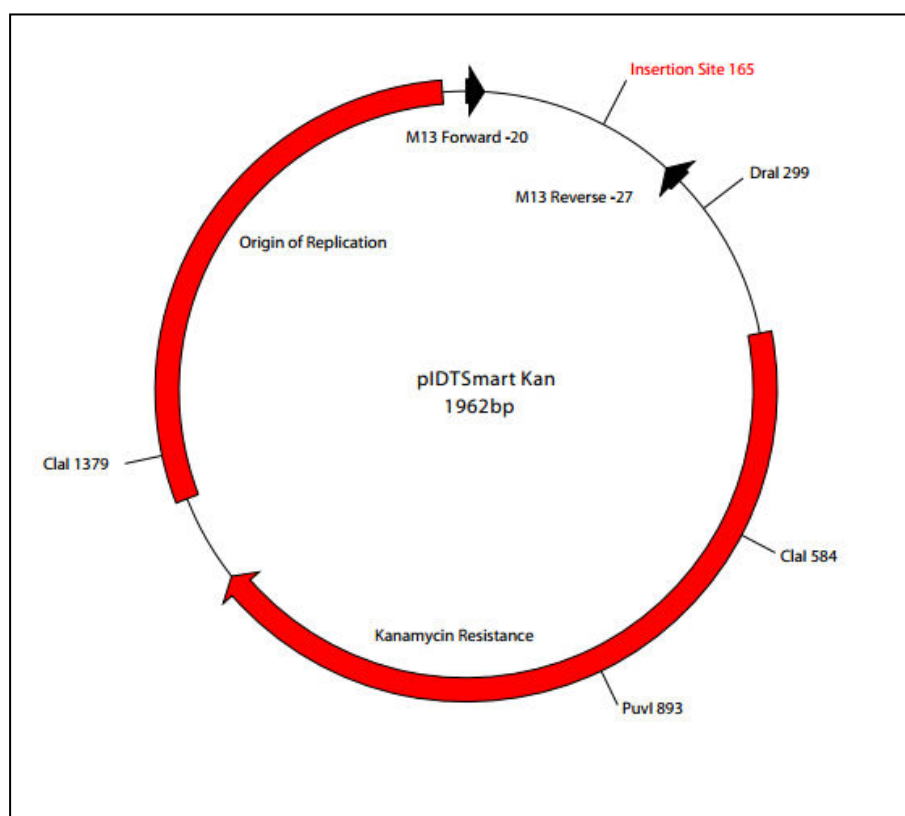 Insertion Site 165
M13 Forward -20
DraI 299
M13 Reverse -27
Origin of Replication
pIDTSmart Kan
1962bp
ClaI 1379
ClaI 584
Kanamycin Resistance
PuvI 893